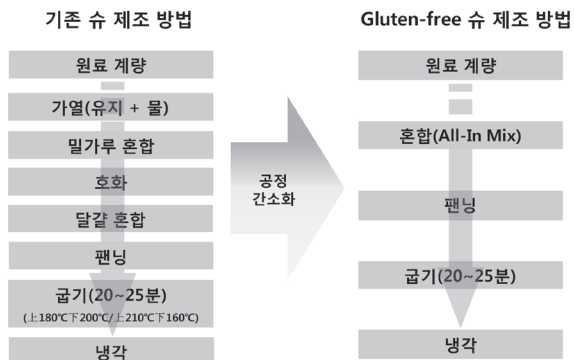 기존 슈 제조 방법
원료 계량
가열(유지 + 물)
밀가루 혼합
호화
달걀 혼합
팬닝
굽기(20~25분)
(上180℃下200℃/上210℃下160℃)
냉각
공정
간소화
Gluten-free 슈 제조 방법
원료 계량
혼합(All-In Mix)
팬닝
굽기(20~25분)
냉각